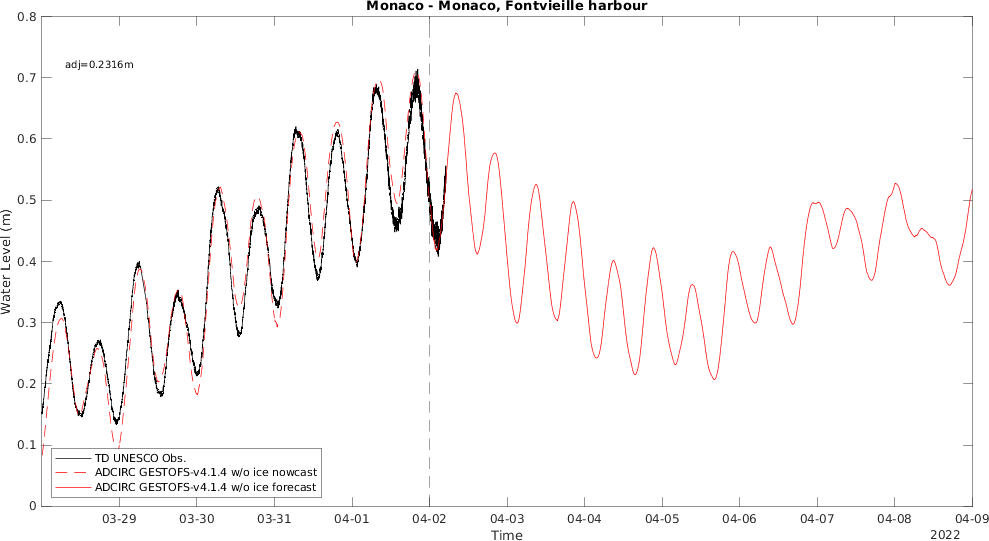 Monaco - Monaco, Fontvieille harbour
0.8
0.7
0.6
0.5
0.4
0.3
0.2
0.1
0
Water Level (m)
adj=0.2316m
TD UNESCO Obs.
ADCIRC GESTOFS-v4.1.4 w/o ice nowcast
ADCIRC GESTOFS-v4.1.4 w/o ice forecast
03-29 03-30 03-31 04-01 04-02 04-03 04-04 04-05 04-06 04-07 04-08 04-09
Time
2022